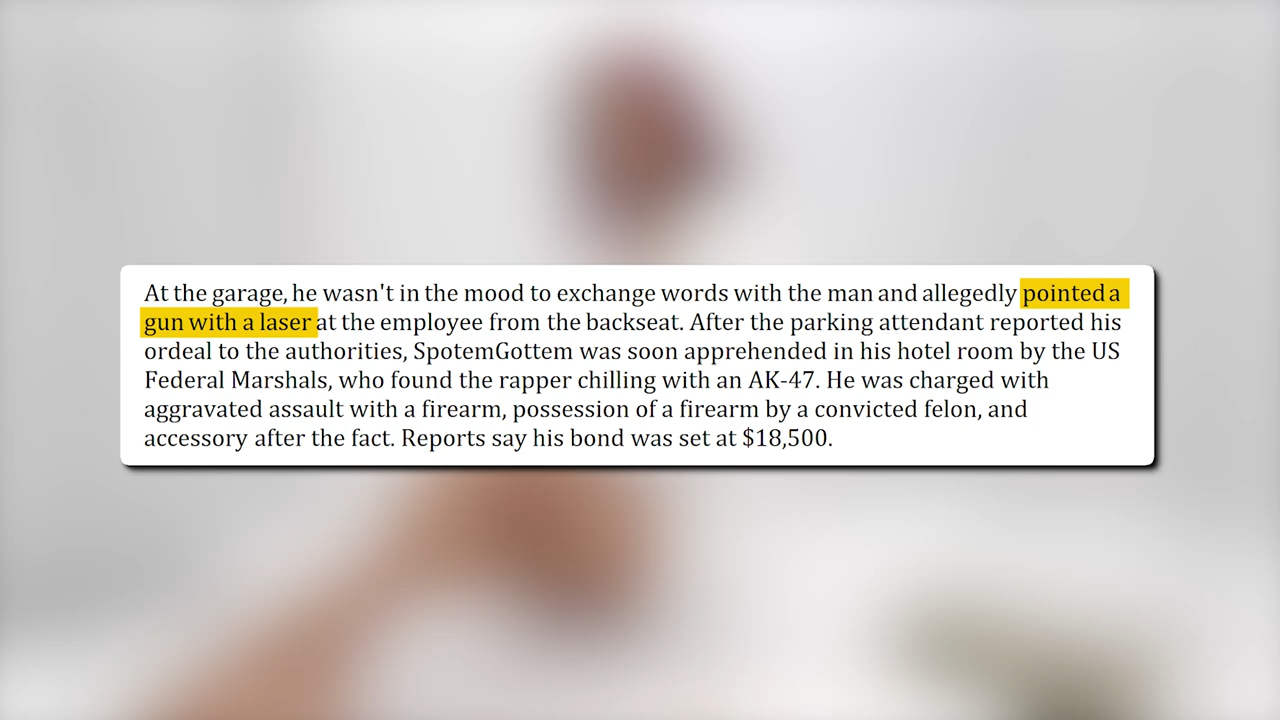 At the garage, he wasn't in the mood to exchange words with the man and allegedly pointed a
gun with a laser at the employee from the backseat. After the parking attendant reported his
ordeal to the authorities, SpotemGottem was soon apprehended in his hotel room by the US
Federal Marshals, who found the rapper chilling with an AK-47. He was charged with
aggravated assault with a firearm, possession of a firearm by a convicted felon, and
accessory after the fact. Reports say his bond was set at $18,500.